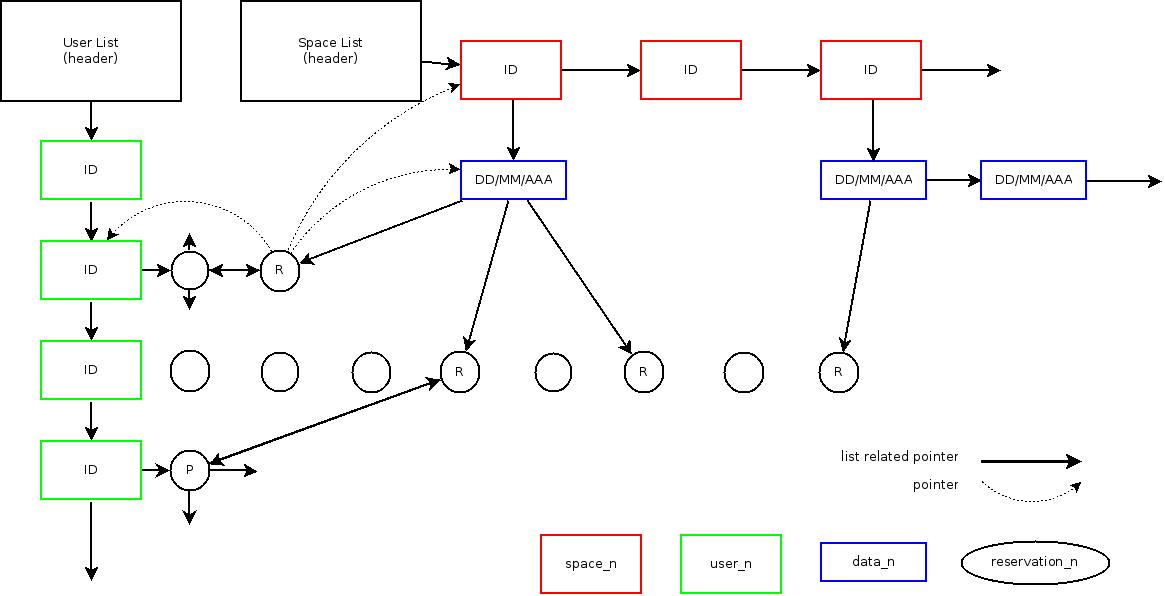 User List
(header)
Space List
(header)
ID
ID
ID
ID
DD/MM/AAA
DD/MM/AAA
DD/MM/AAA
ID
R
ID
R
R
R
ID
P
list related pointer
pointer
space_n
user_n
data_n
reservation_n